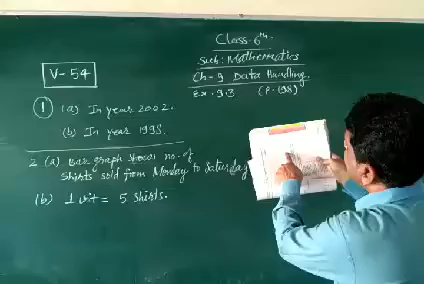 Class-6th.
Sub: Mathematics
Ch-9 Data Handling.
Ex. 9.3 (P. 198)
V-54
① (a) In year 2002.
(b) In year 1998.
2 (a) Bar graph shows no. of
shirts sold from Monday to Saturday
(b) 1 unit = 5 shirts.